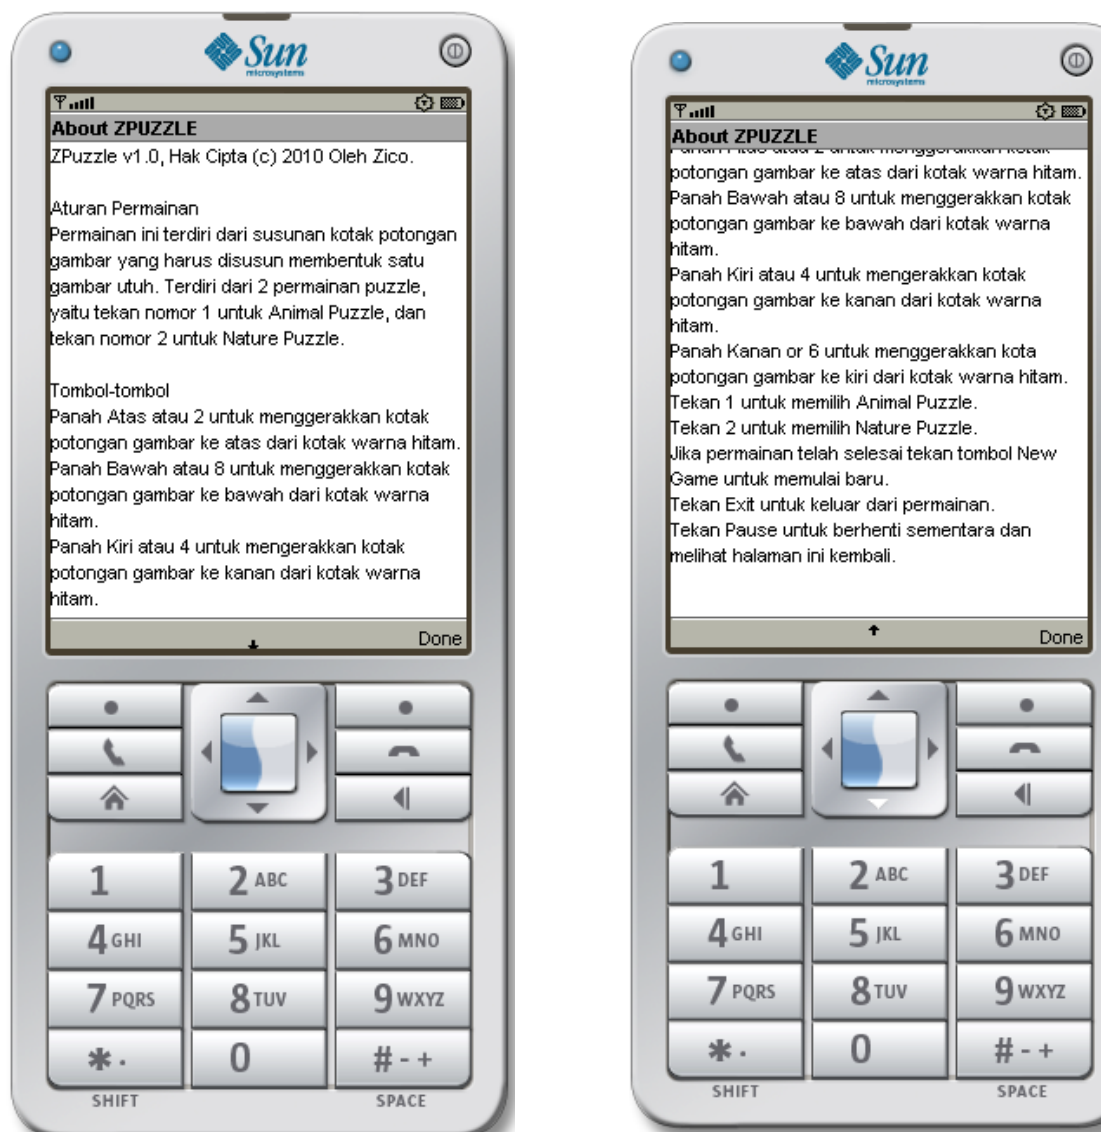 Sun
microsystems
About ZPUZZLE
ZPuzzle v1.0, Hak Cipta (c) 2010 Oleh Zico.
Aturan Permainan
Permainan ini terdiri dari susunan kotak potongan
gambar yang harus disusun membentuk satu
gambar utuh. Terdiri dari 2 permainan puzzle,
yaitu tekan nomor 1 untuk Animal Puzzle, dan
tekan nomor 2 untuk Nature Puzzle.
Tombol-tombol
Panah Atas atau 2 untuk menggerakkan kotak
potongan gambar ke atas dari kotak warna hitam.
Panah Bawah atau 8 untuk menggerakkan kotak
potongan gambar ke bawah dari kotak warna
hitam.
Panah Kiri atau 4 untuk mengerakkan kotak
potongan gambar ke kanan dari kotak warna
hitam.
Done
1
2 ABC
3 DEF
4 GHI
5 JKL
6 MNO
7 PQRS
8 TUV
9 WXYZ
* .
0
# - +
SHIFT
SPACE
Sun
microsystems
About ZPUZZLE
Panah Atas atau 2 untuk menggerakkan kotak
potongan gambar ke atas dari kotak warna hitam.
Panah Bawah atau 8 untuk menggerakkan kotak
potongan gambar ke bawah dari kotak warna
hitam.
Panah Kiri atau 4 untuk mengerakkan kotak
potongan gambar ke kanan dari kotak warna
hitam.
Panah Kanan or 6 untuk menggerakkan kota
potongan gambar ke kiri dari kotak warna hitam.
Tekan 1 untuk memilih Animal Puzzle.
Tekan 2 untuk memilih Nature Puzzle.
Jika permainan telah selesai tekan tombol New
Game untuk memulai baru.
Tekan Exit untuk keluar dari permainan.
Tekan Pause untuk berhenti sementara dan
melihat halaman ini kembali.
Done
1
2 ABC
3 DEF
4 GHI
5 JKL
6 MNO
7 PQRS
8 TUV
9 WXYZ
* .
0
# - +
SHIFT
SPACE